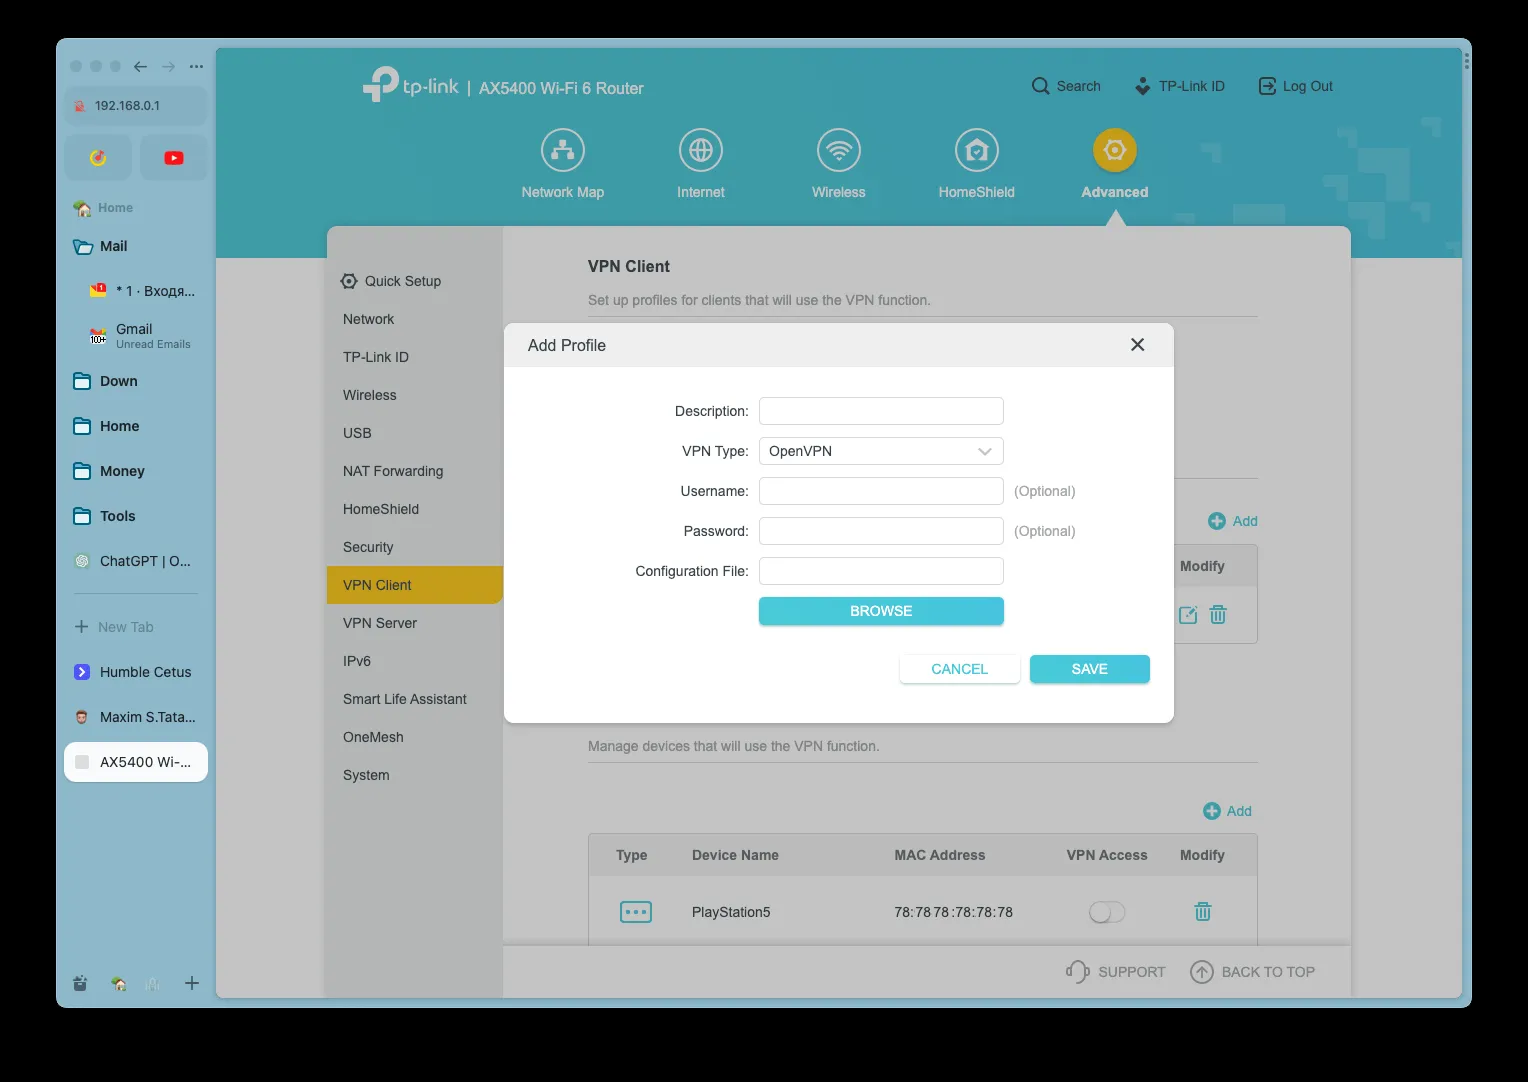 192.168.0.1
Home
Mail
* 1 · Входя...
Gmail
Unread Emails
Down
Home
Money
Tools
ChatGPT | O...
New Tab
Humble Cetus
Maxim S.Tata...
AX5400 Wi-...
tp-link | AX5400 Wi-Fi 6 Router
Search
TP-Link ID
Log Out
Network Map
Internet
Wireless
HomeShield
Advanced
Quick Setup
Network
TP-Link ID
Wireless
USB
NAT Forwarding
HomeShield
Security
VPN Client
VPN Server
IPv6
Smart Life Assistant
OneMesh
System
VPN Client
Set up profiles for clients that will use the VPN function.
Add Profile
Description:
VPN Type: OpenVPN
Username: (Optional)
Password: (Optional)
Configuration File:
BROWSE
CANCEL SAVE
Add
Modify
Manage devices that will use the VPN function.
Add
Type Device Name MAC Address VPN Access Modify
PlayStation5 78:78 78 :78:78:78
SUPPORT BACK TO TOP